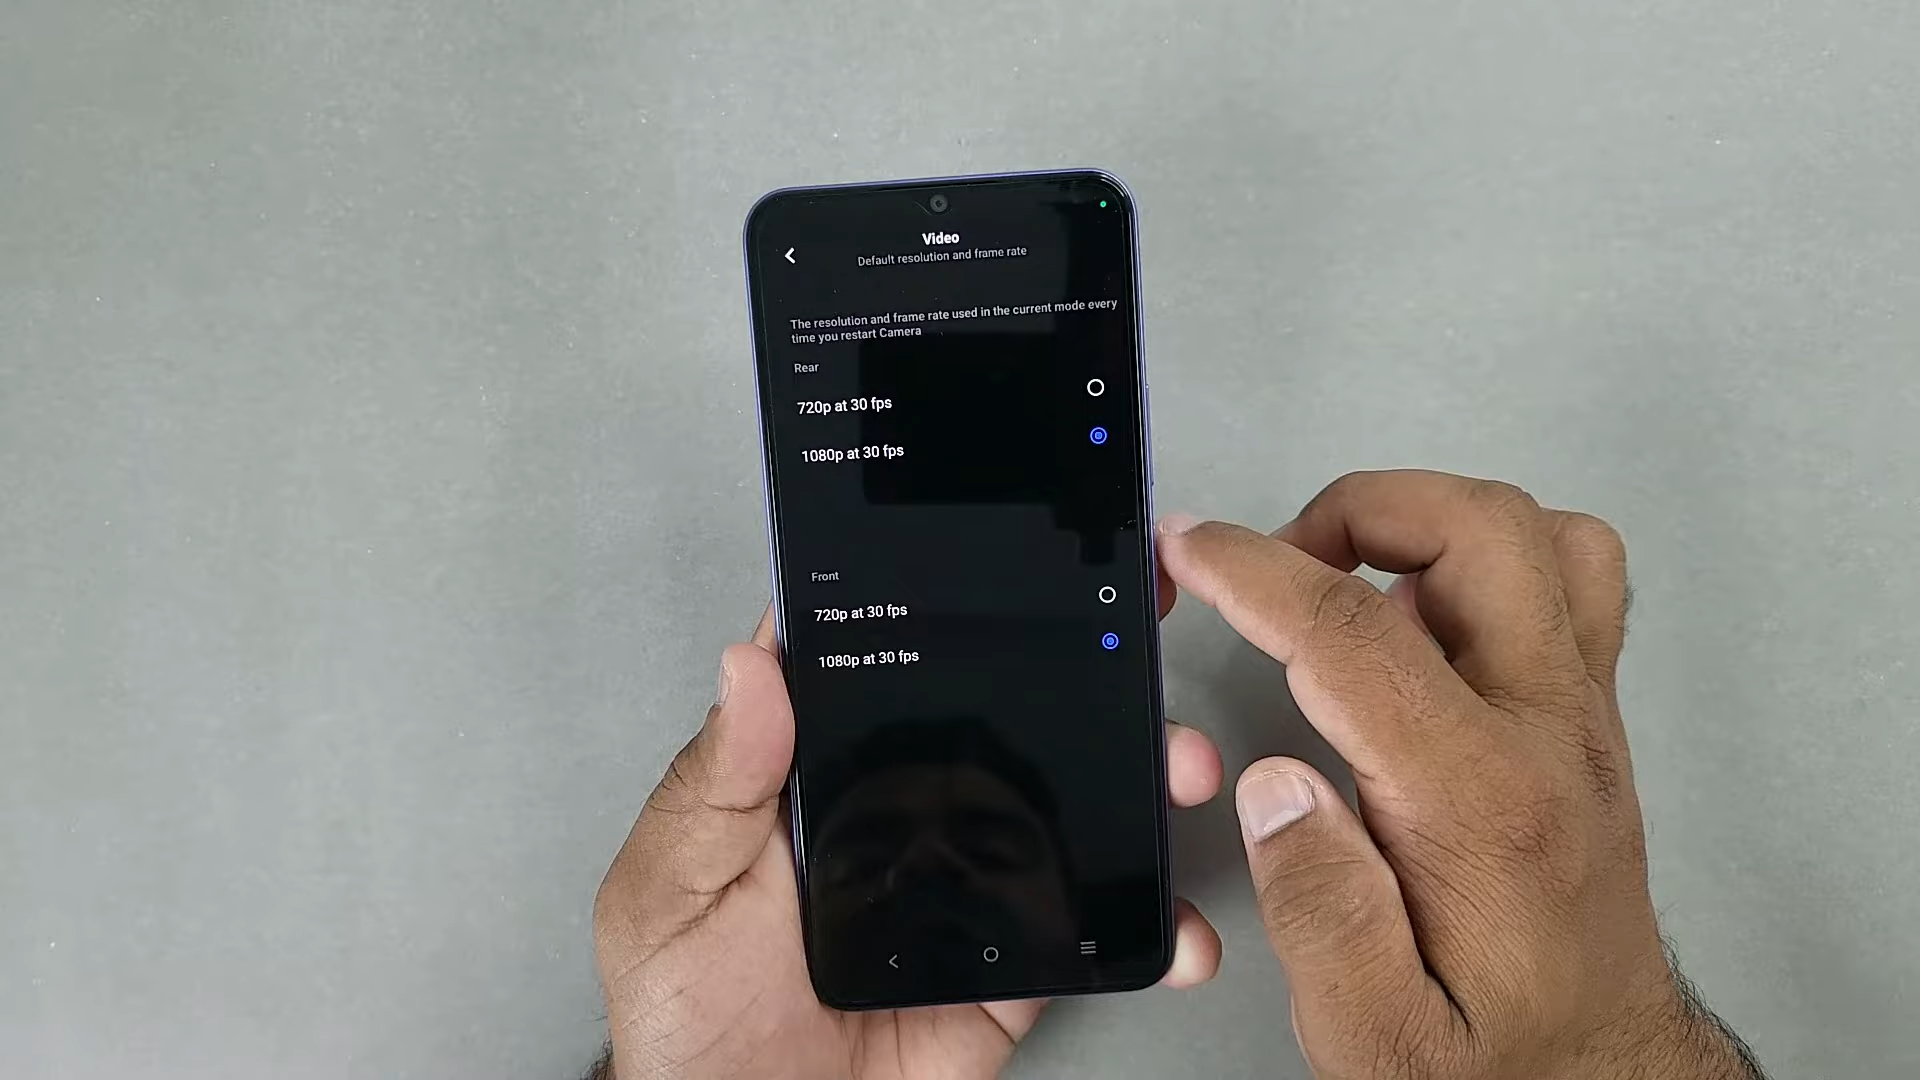 Video
Default resolution and frame rate
The resolution and frame rate used in the current mode every
time you restart Camera
Rear
720p at 30 fps
1080p at 30 fps
Front
720p at 30 fps
1080p at 30 fps